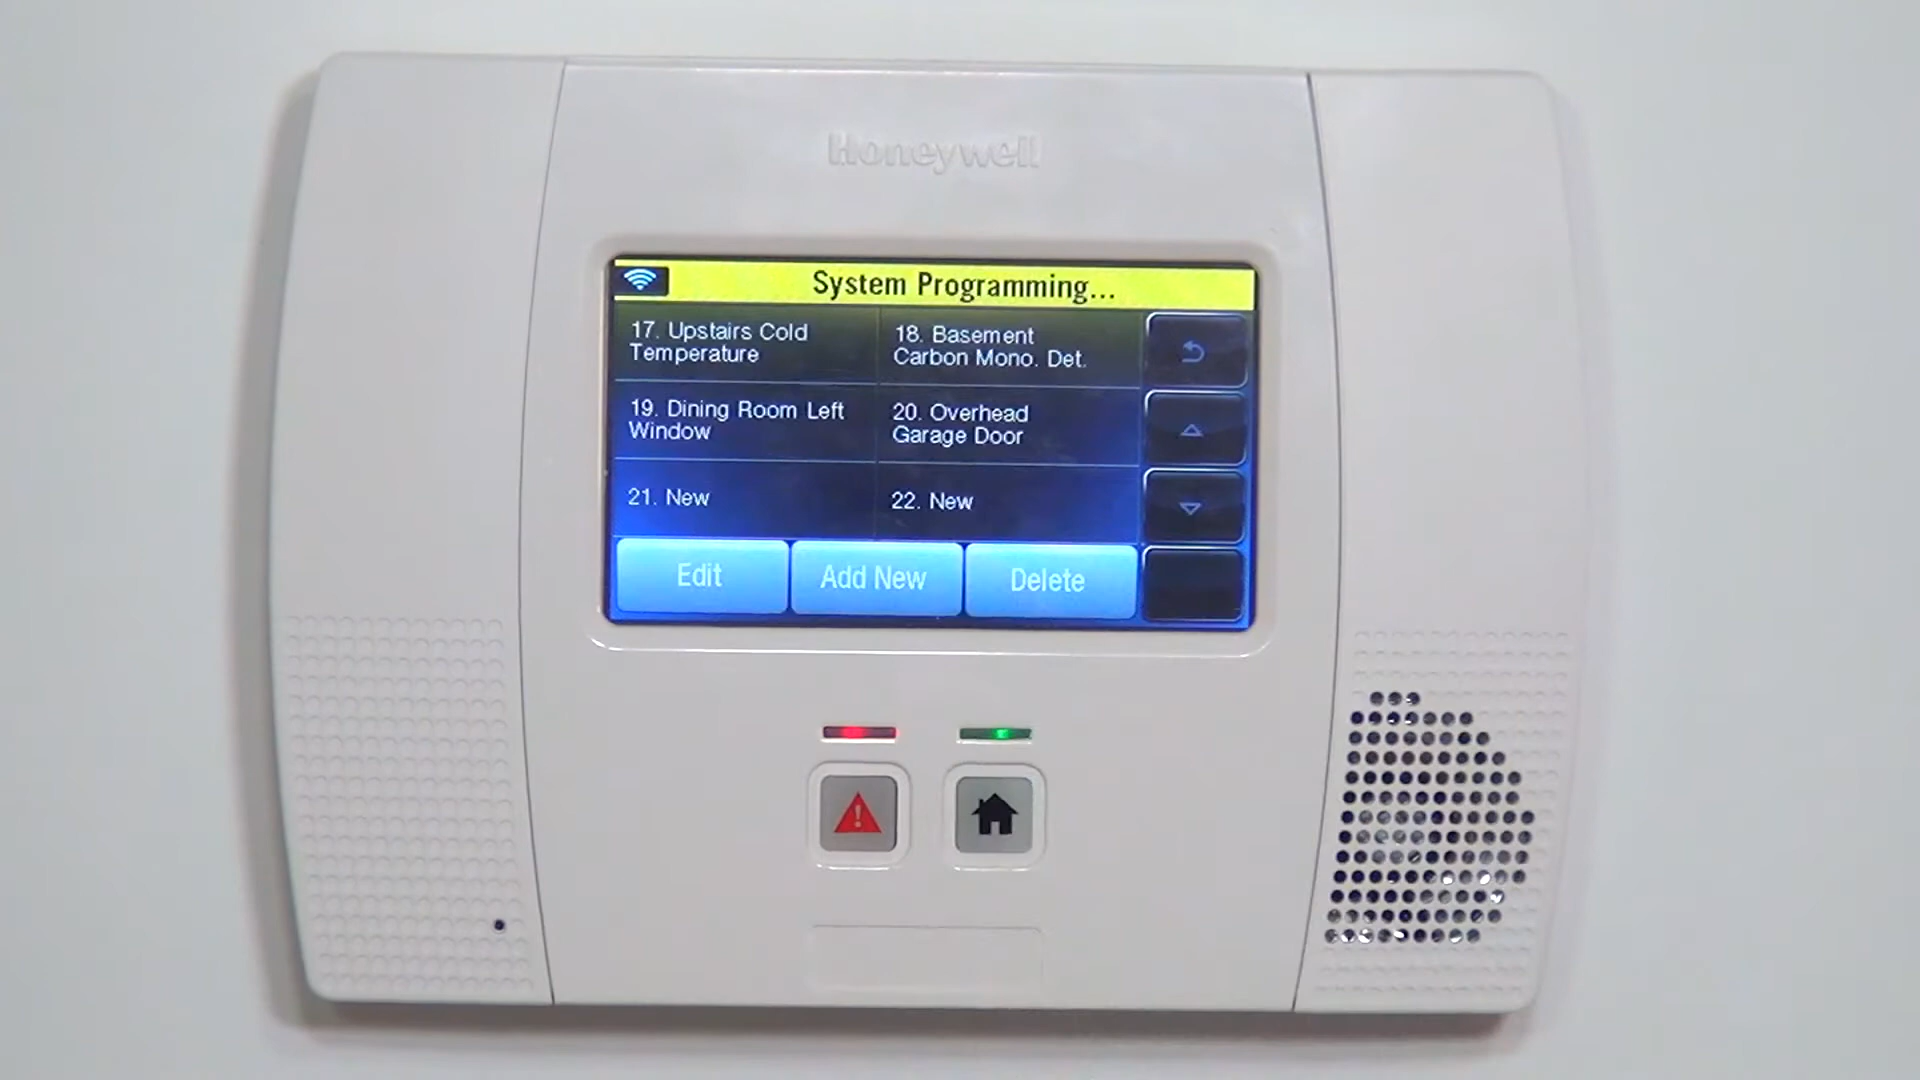 Honeywell
System Programming...
17. Upstairs Cold
Temperature
18. Basement
Carbon Mono. Det.
19. Dining Room Left
Window
20. Overhead
Garage Door
21. New
22. New
Edit
Add New
Delete